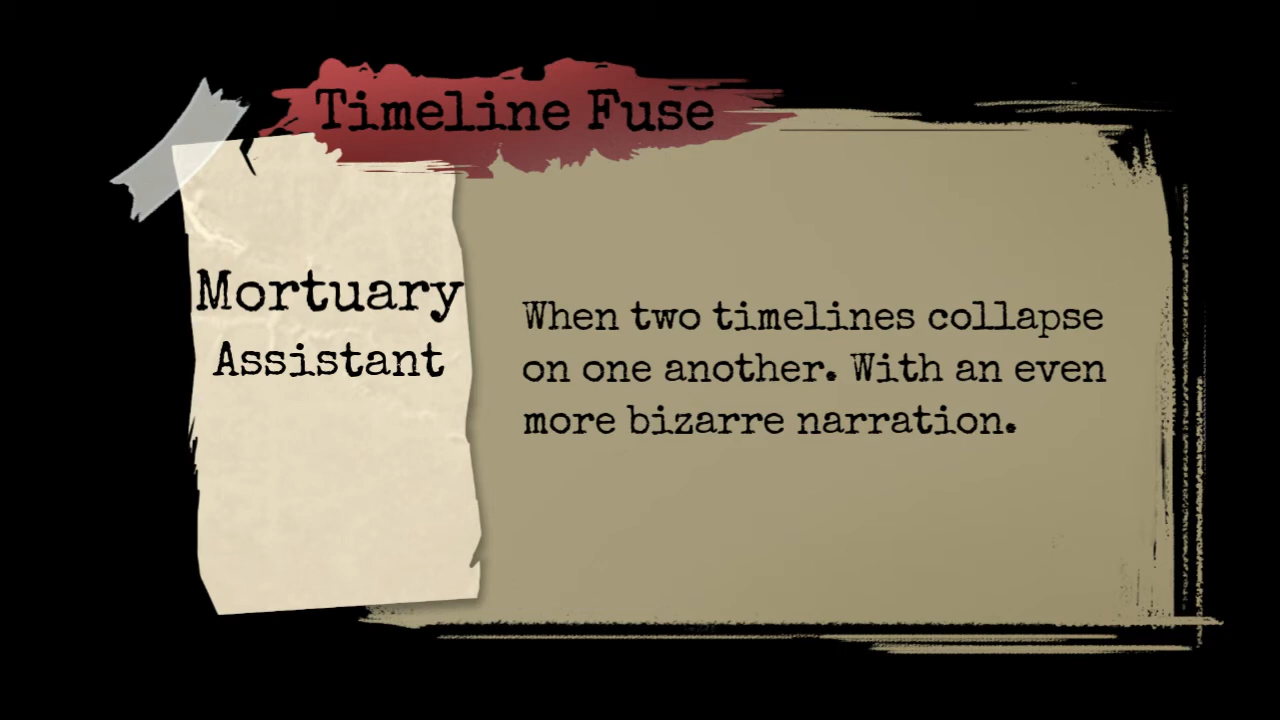 Timeline Fuse
Mortuary
Assistant
When two timelines collapse
on one another. With an even
more bizarre narration.